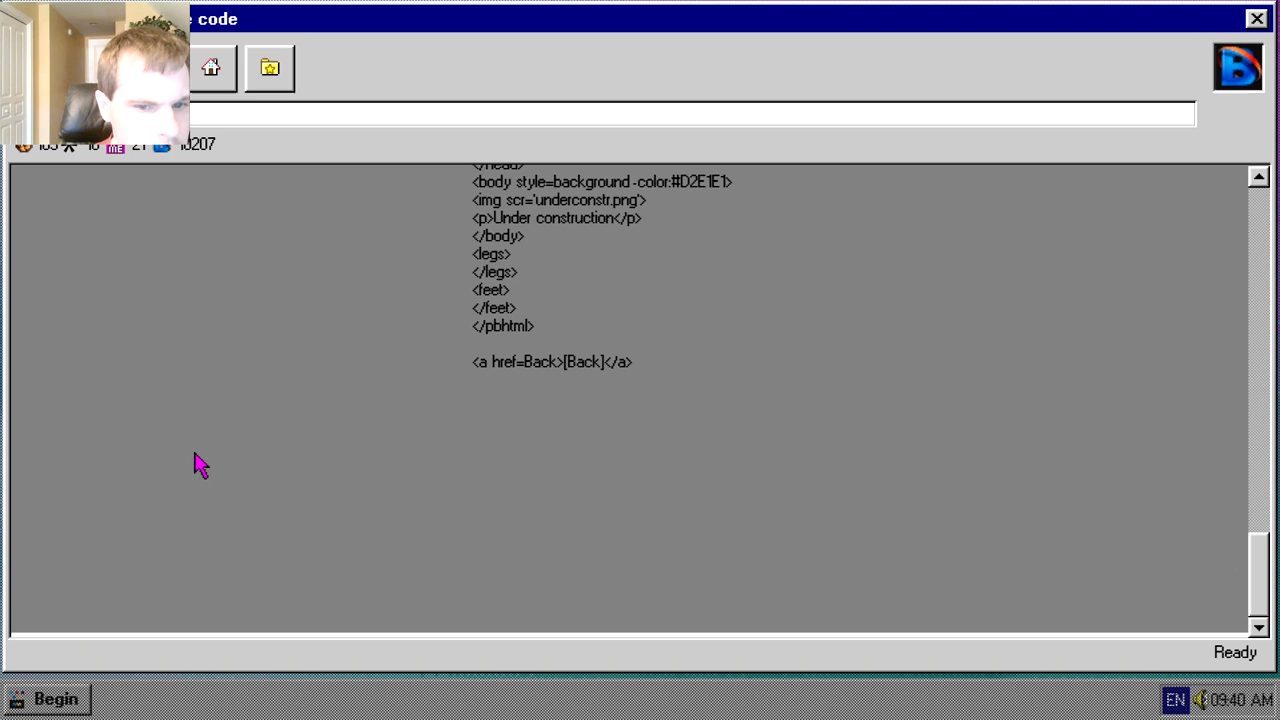 code
10207
</head>
<body style=background-color:#D2E1E1>
<img scr='underconstr.png'>
<p>Under construction</p>
</body>
<legs>
</legs>
<feet>
</feet>
</pbhtml>
<a href=Back>[Back]</a>
Ready
Begin
EN 09:40 AM